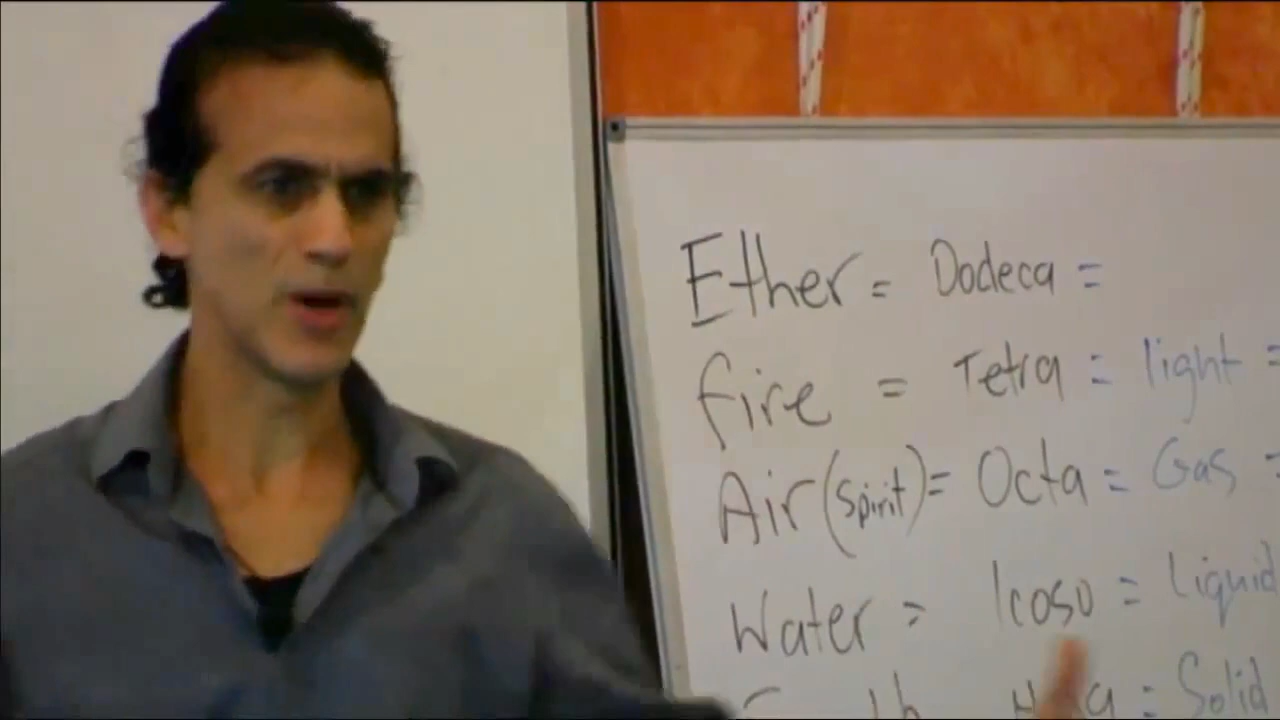 Ether = Dodeca =
fire = Tetra = light =
Air (spirit) = Octa = Gas =
Water = Icoso = Liquid
= Solid